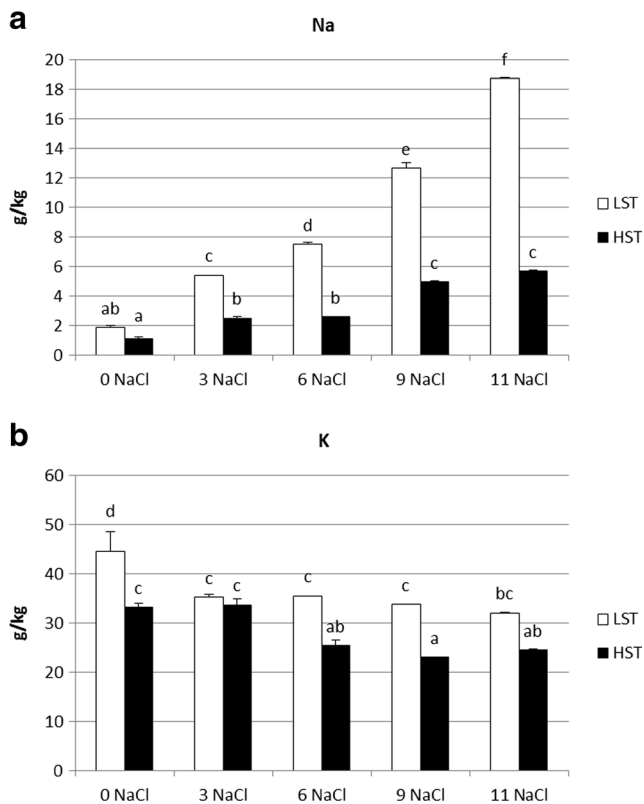 a
Na
20
18
16
14
12
10
8
6
4
2
0
g/kg
ab
a
c
b
d
b
e
c
f
c
0 NaCl 3 NaCl 6 NaCl 9 NaCl 11 NaCl
LST
HST
b
K
60
50
40
30
20
10
0
g/kg
d
c
c
c
c
ab
c
a
bc
ab
0 NaCl 3 NaCl 6 NaCl 9 NaCl 11 NaCl
LST
HST